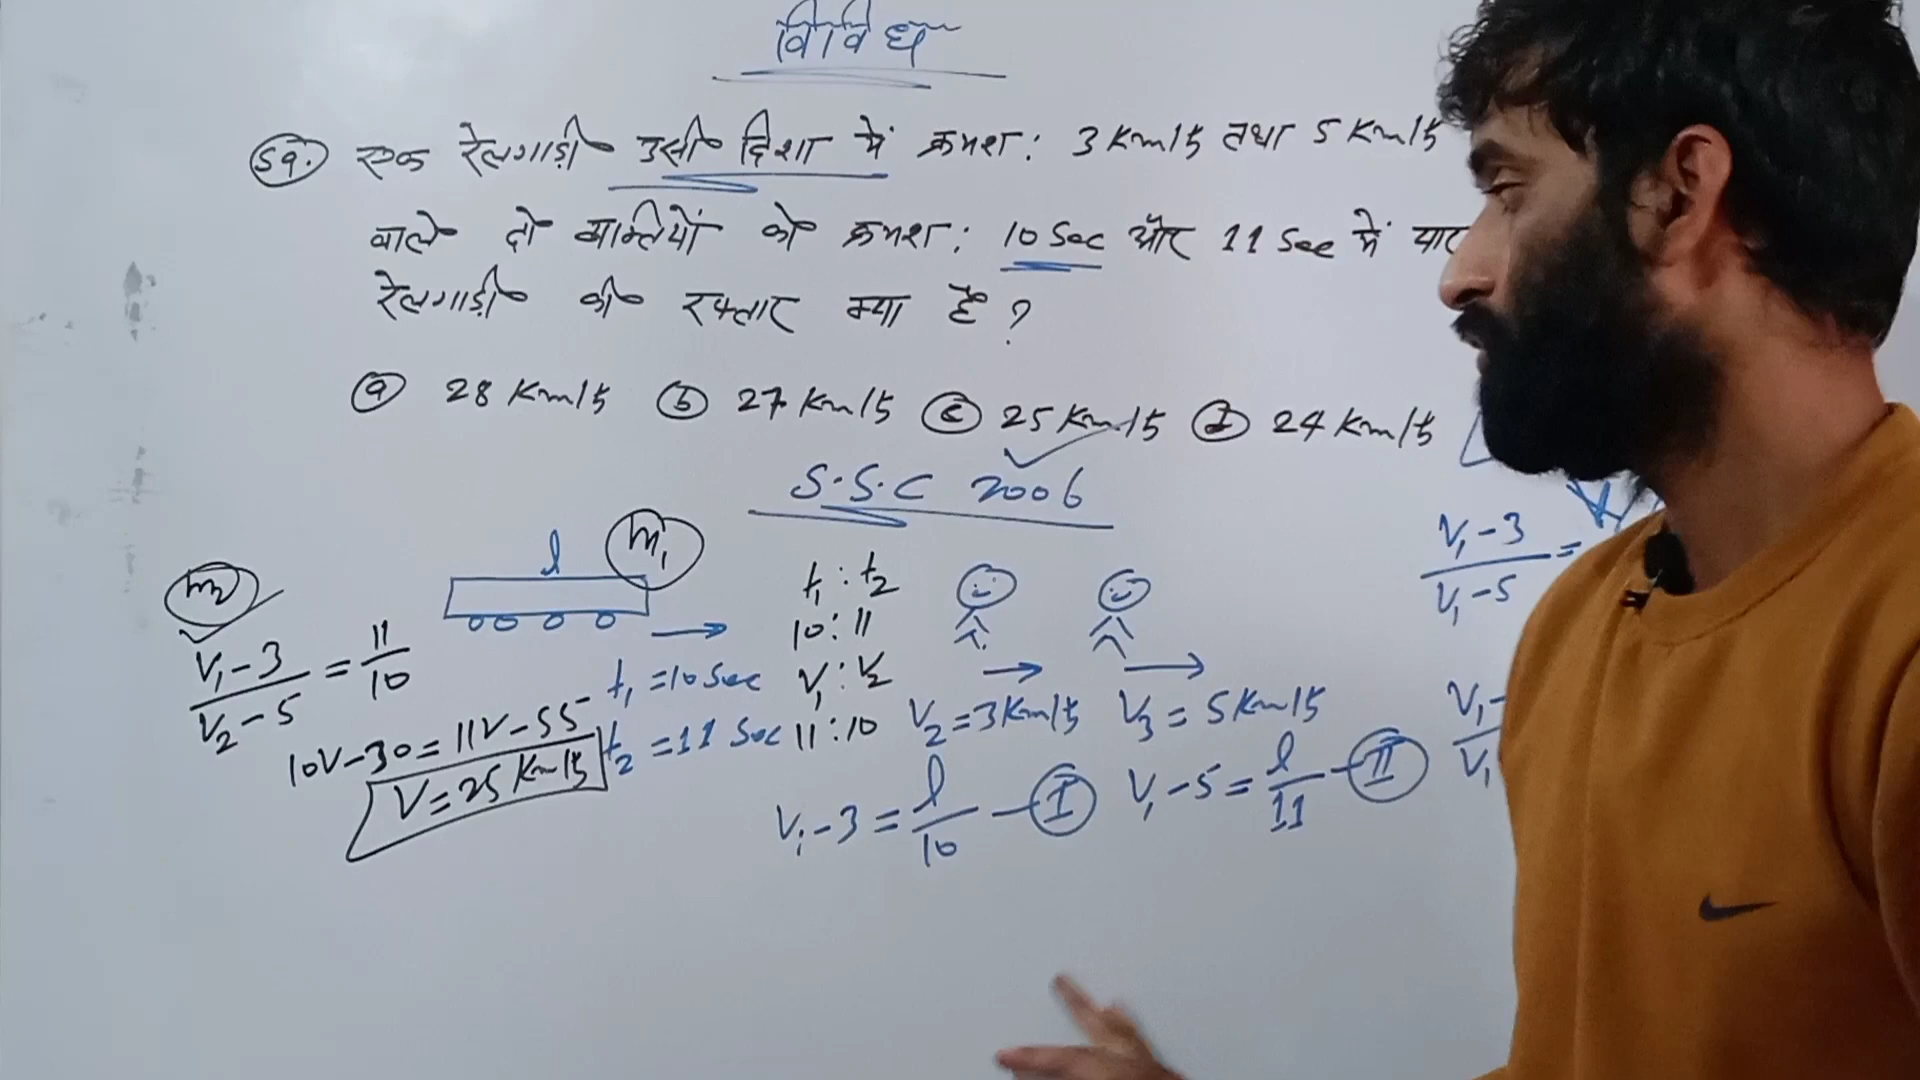 विविध
59. एक रेलगाड़ी उसी दिशा में क्रमश: 3 Km/h तथा 5 Km/h
वाले दो व्यक्तियों को क्रमश: 10 Sec और 11 Sec में
रेलगाड़ी की रफ्तार क्या है ?
a 28 Km/h b 27 Km/h c 25 Km/h d 24 Km/h
S.S.C 2006
m2
l
m1
t1 : t2
10 : 11
V1 : V2
11 : 10
(V1 - 3)/(V2 - 5) = 11/10
10V - 30 = 11V - 55
V = 25 Km/h
t1 = 10 Sec
t2 = 11 Sec
V2 = 3 Km/h V3 = 5 Km/h
V1 - 3 = l/10 - I
V1 - 5 = l/11 - II
(V1 - 3)/(V1 - 5) =
V1 -
V1